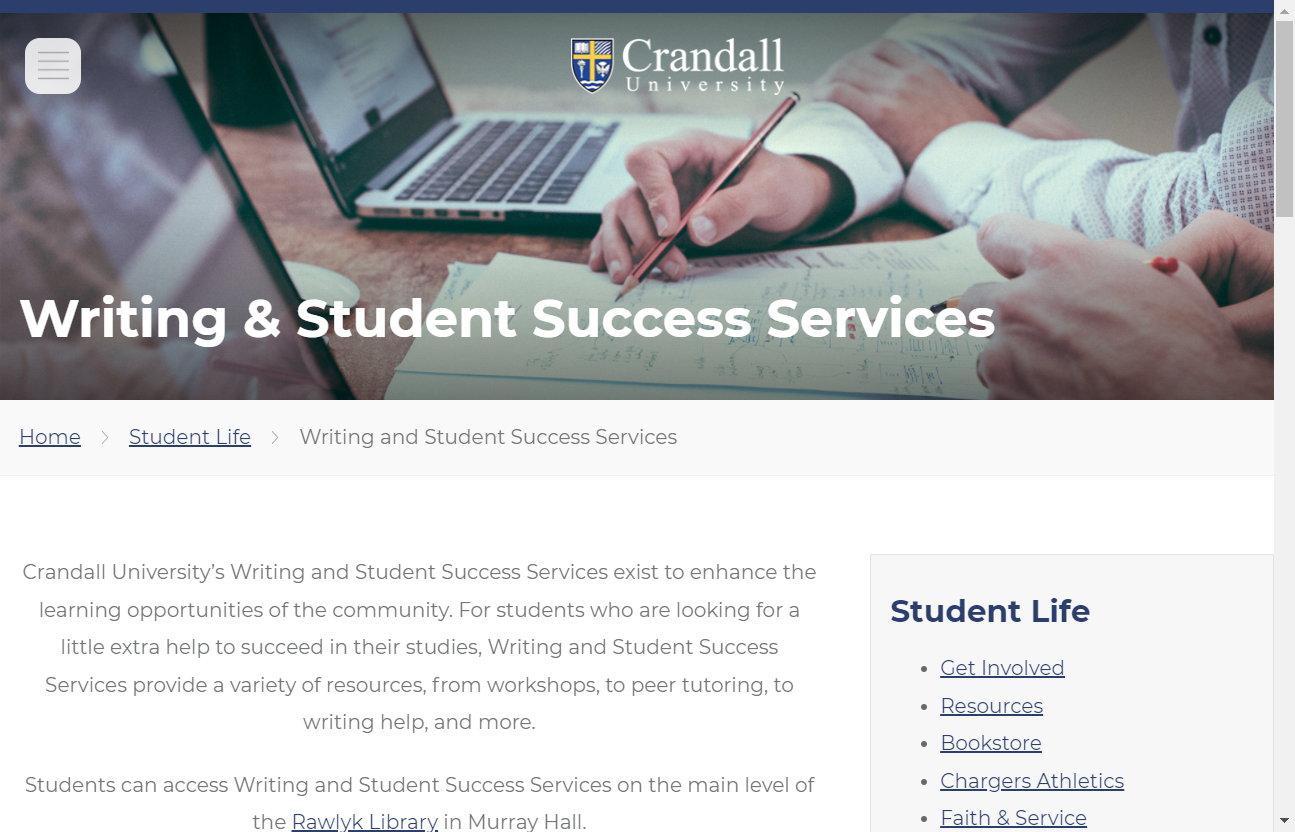 Crandall
University
Writing & Student Success Services
Home
Student Life
Writing and Student Success Services
Crandall University’s Writing and Student Success Services exist to enhance the
learning opportunities of the community. For students who are looking for a
little extra help to succeed in their studies, Writing and Student Success
Services provide a variety of resources, from workshops, to peer tutoring, to
writing help, and more.
Students can access Writing and Student Success Services on the main level of
the Rawlyk Library in Murray Hall.
Student Life
Get Involved
Resources
Bookstore
Chargers Athletics
Faith & Service